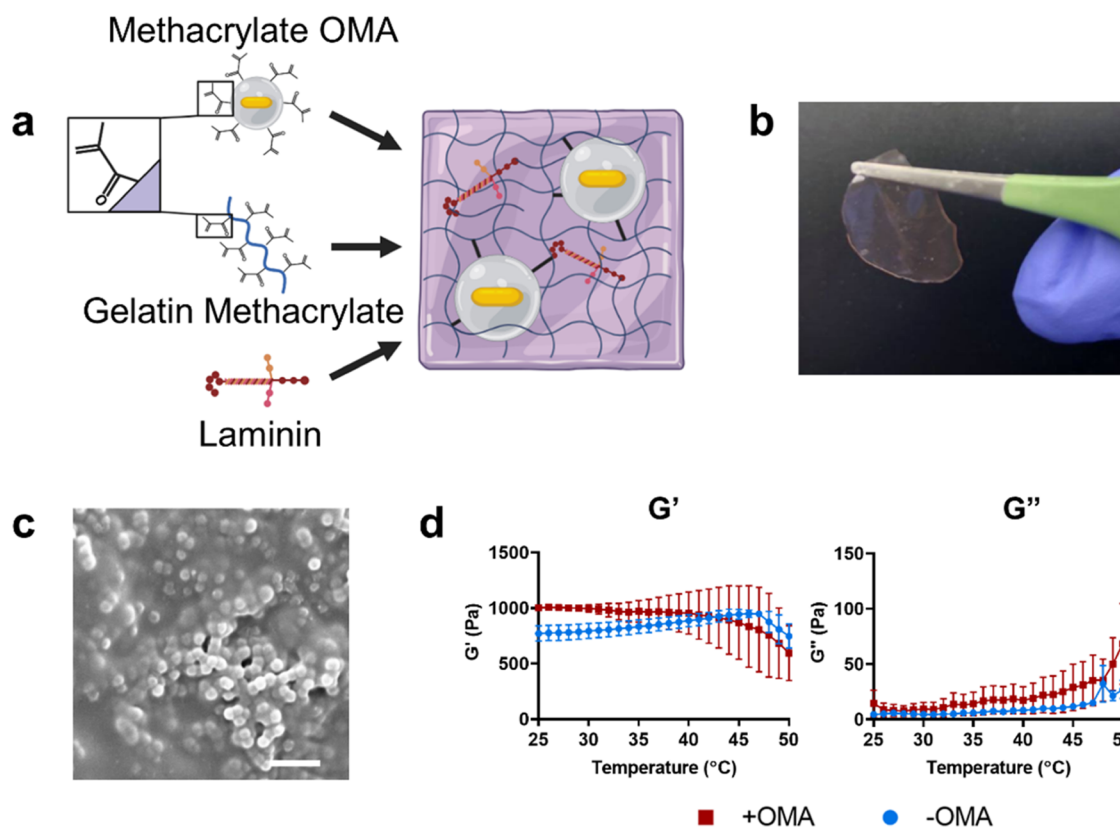 Methacrylate OMA
a
b
O
Gelatin Methacrylate
Laminin
c
d
G’
G”
1500
1000
500
0
G' (Pa)
25 30 35 40 45 50
Temperature (°C)
150
100
50
0
G" (Pa)
25 30 35 40 45
Temperature (°C)
+OMA
-OMA